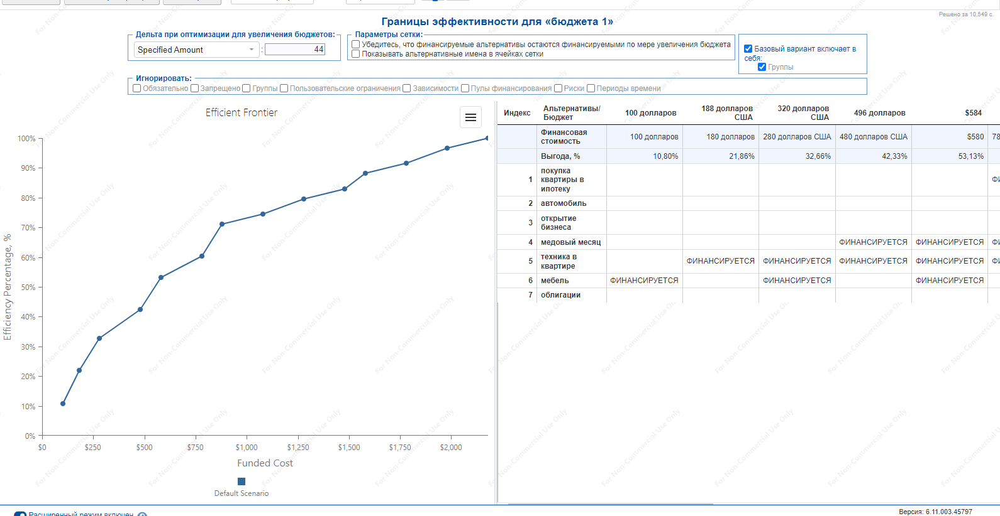 Решено за 10,549 с.
Границы эффективности для «бюджета 1»
Дельта при оптимизации для увеличения бюджетов:
Specified Amount : 44
Параметры сетки:
Убедитесь, что финансируемые альтернативы остаются финансируемыми по мере увеличения бюджета
Показывать альтернативные имена в ячейках сетки
Базовый вариант включает в
себя:
Группы
Игнорировать:
Обязательно Запрещено Группы Пользовательские ограничения Зависимости Пулы финансирования Риски Периоды времени
Efficient Frontier
100%
90%
80%
70%
60%
50%
40%
30%
20%
10%
0%
Efficiency Percentage, %
$0 $250 $500 $750 $1,000 $1,250 $1,500 $1,750 $2,000
Funded Cost
Default Scenario
Индекс Альтернативы/ Бюджет 100 долларов 188 долларов США 320 долларов США 496 долларов $584
Финансовая стоимость 100 долларов 180 долларов 280 долларов США 480 долларов США $580 78
Выгода, % 10,80% 21,86% 32,66% 42,33% 53,13%
1 покупка квартиры в ипотеку ФИ
2 автомобиль
3 открытие бизнеса
4 медовый месяц ФИНАНСИРУЕТСЯ ФИНАНСИРУЕТСЯ ФИ
5 техника в квартире ФИНАНСИРУЕТСЯ ФИНАНСИРУЕТСЯ ФИНАНСИРУЕТСЯ ФИНАНСИРУЕТСЯ ФИ
6 мебель ФИНАНСИРУЕТСЯ ФИНАНСИРУЕТСЯ ФИНАНСИРУЕТСЯ
7 облигации
For Non-Commercial Use Only
Расширенный режим включен
Версия: 6.11.003.45797